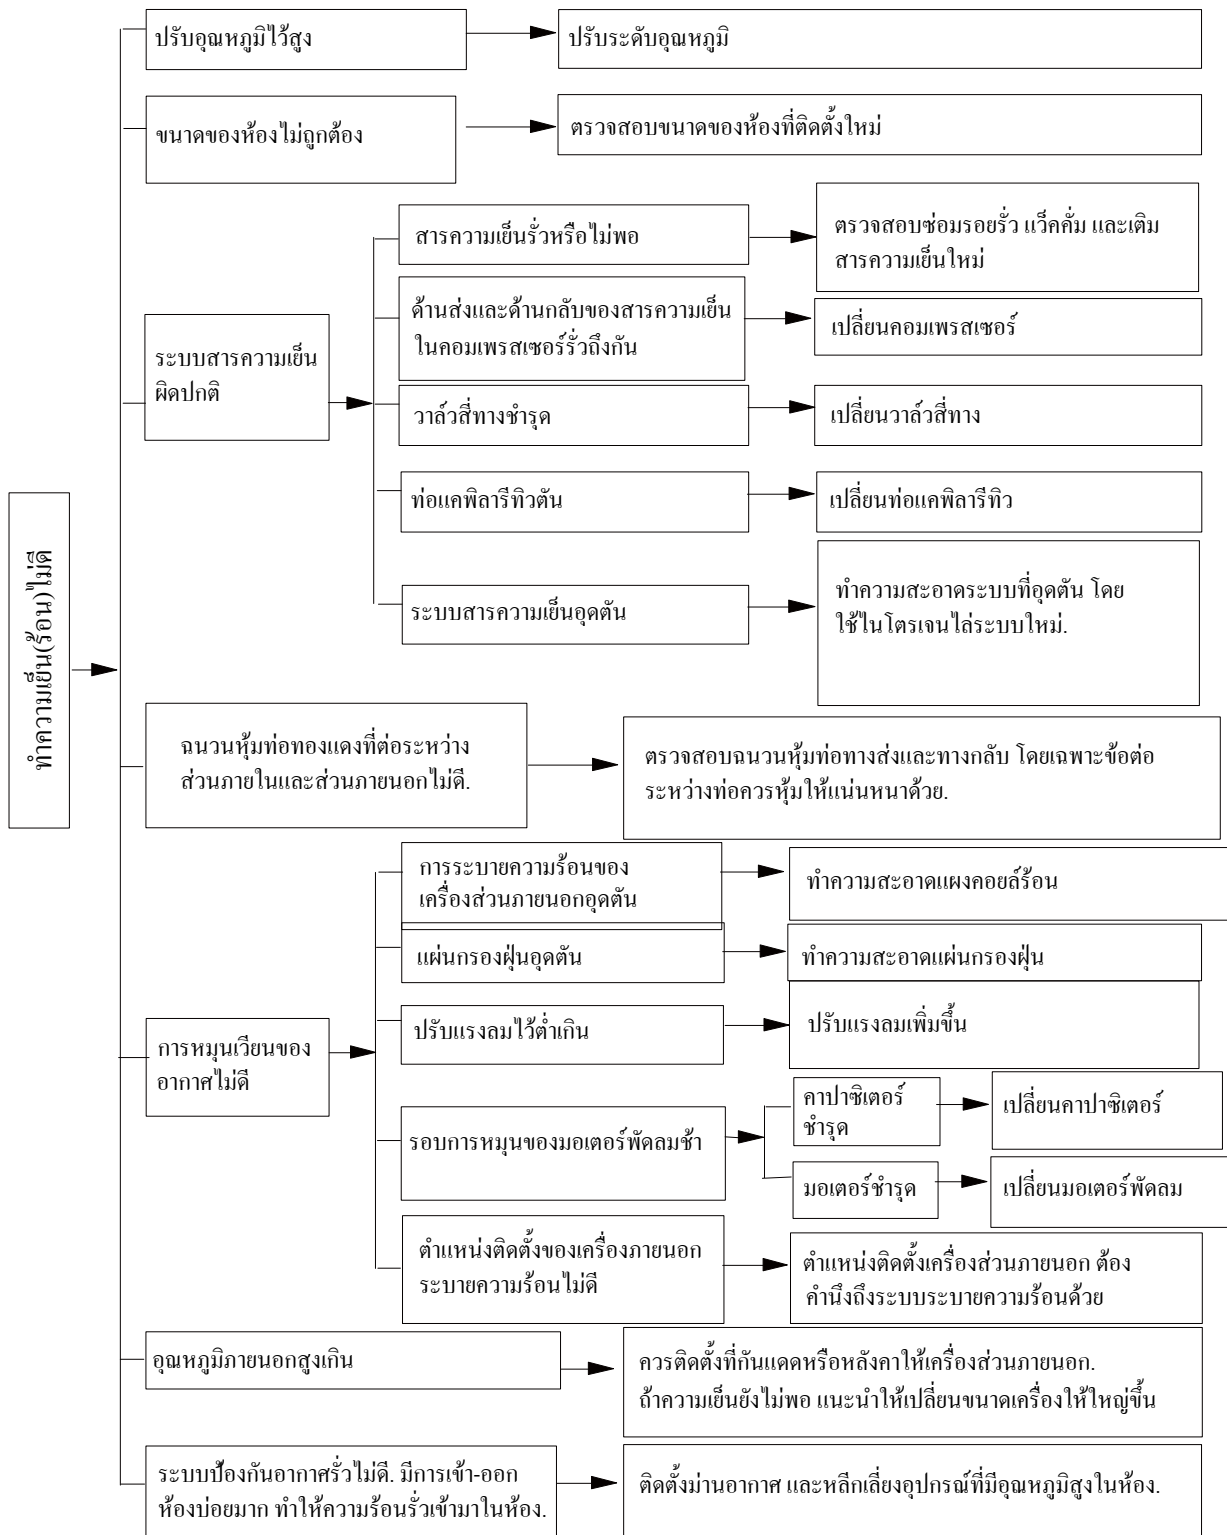 ปรับอุณหภูมิไว้สูง
ปรับระดับอุณหภูมิ
ขนาดของห้องไม่ถูกต้อง
ตรวจสอบขนาดของห้องที่ติดตั้งใหม่
สารความเย็นรั่วหรือไม่พอ
ตรวจสอบซ่อมรอยรั่ว แว็คคั่ม และเติม
สารความเย็นใหม่
ด้านส่งและด้านกลับของสารความเย็น
ในคอมเพรสเซอร์รั่วถึงกัน
เปลี่ยนคอมเพรสเซอร์
ระบบสารความเย็น
ผิดปกติ
วาล์วสี่ทางชำรุด
เปลี่ยนวาล์วสี่ทาง
ท่อแคพิลารีทิวตัน
เปลี่ยนท่อแคพิลารีทิว
ระบบสารความเย็นอุดตัน
ทำความสะอาดระบบที่อุดตัน โดย
ใช้ไนโตรเจนไล่ระบบใหม่.
ทำความเย็น(ร้อน)ไม่ดี
ฉนวนหุ้มท่อทองแดงที่ต่อระหว่าง
ส่วนภายในและส่วนภายนอกไม่ดี.
ตรวจสอบฉนวนหุ้มท่อทางส่งและทางกลับ โดยเฉพาะข้อต่อ
ระหว่างท่อควรหุ้มให้แน่นหนาด้วย.
การระบายความร้อนของ
เครื่องส่วนภายนอกอุดตัน
ทำความสะอาดแผงคอยล์ร้อน
แผ่นกรองฝุ่นอุดตัน
ทำความสะอาดแผ่นกรองฝุ่น
ปรับแรงลมไว้ต่ำเกิน
ปรับแรงลมเพิ่มขึ้น
การหมุนเวียนของ
อากาศไม่ดี
รอบการหมุนของมอเตอร์พัดลมช้า
คาปาซิเตอร์
ชำรุด
เปลี่ยนคาปาซิเตอร์
มอเตอร์ชำรุด
เปลี่ยนมอเตอร์พัดลม
ตำแหน่งติดตั้งของเครื่องภายนอก
ระบายความร้อนไม่ดี
ตำแหน่งติดตั้งเครื่องส่วนภายนอก ต้อง
คำนึงถึงระบบระบายความร้อนด้วย
อุณหภูมิภายนอกสูงเกิน
ควรติดตั้งที่กันแดดหรือหลังคาให้เครื่องส่วนภายนอก.
ถ้าความเย็นยังไม่พอ แนะนำให้เปลี่ยนขนาดเครื่องให้ใหญ่ขึ้น
ระบบป้องกันอากาศรั่วไม่ดี. มีการเข้า-ออก
ห้องบ่อยมาก ทำให้ความร้อนรั่วเข้ามาในห้อง.
ติดตั้งม่านอากาศ และหลีกเลี่ยงอุปกรณ์ที่มีอุณหภูมิสูงในห้อง.